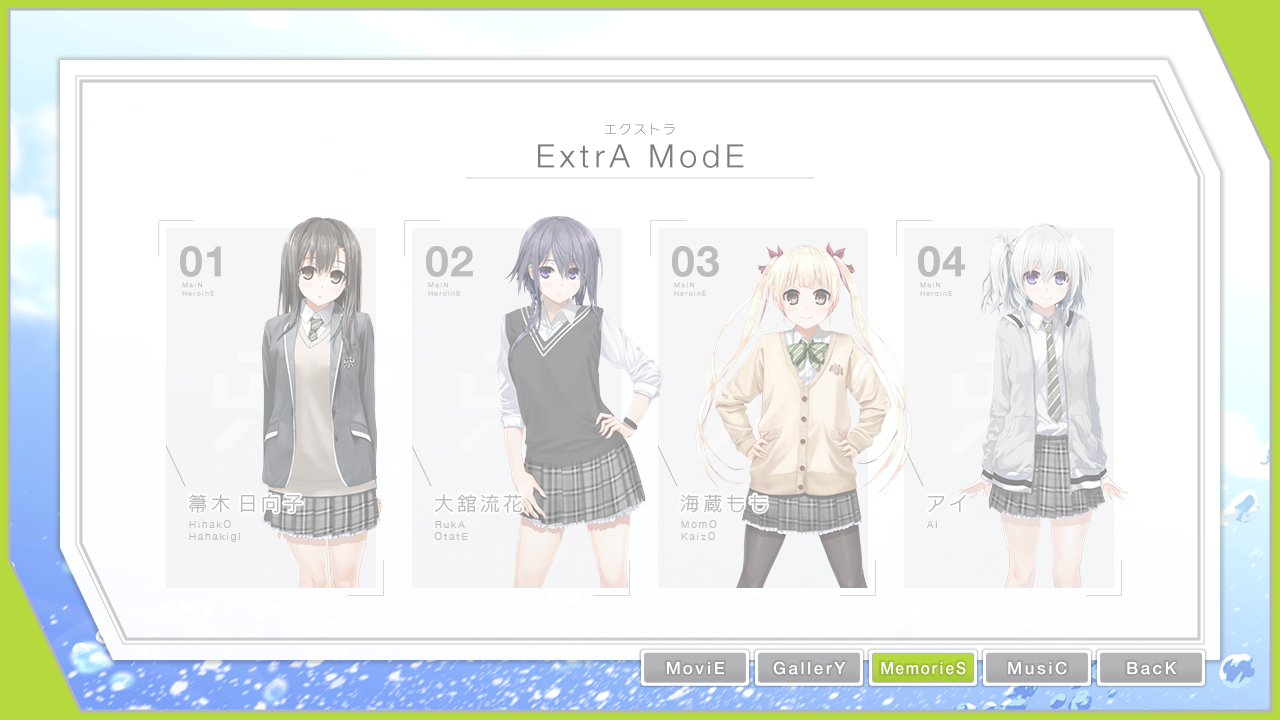 エクストラ
ExtrA ModE
01
MaiN
HeroinE
箒木 日向子
HinakO
HahakigI
02
MaiN
HeroinE
大舘流花
RukA
OtatE
03
MaiN
HeroinE
海蔵もも
MomO
KaizO
04
MaiN
HeroinE
アイ
AI
MoviE
GallerY
MemorieS
MusiC
BacK